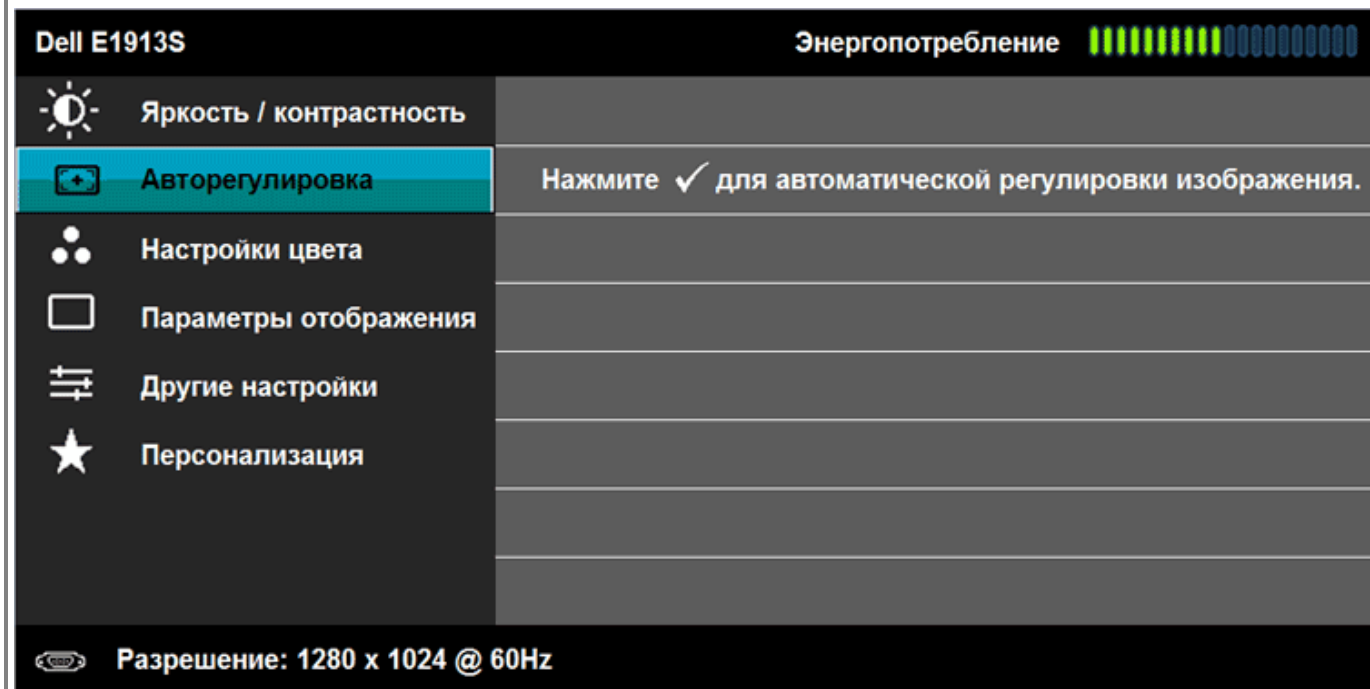 Dell E1913S Энергопотребление
Яркость / контрастность
Авторегулировка Нажмите ✓ для автоматической регулировки изображения.
Настройки цвета
Параметры отображения
Другие настройки
Персонализация
Разрешение: 1280 x 1024 @ 60Hz